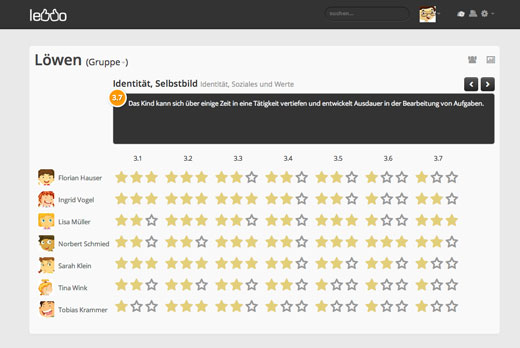 leDDo
suchen...
Löwen (Gruppe)
Identität, Selbstbild Identität, Soziales und Werte
3.7 Das Kind kann sich über einige Zeit in eine Tätigkeit vertiefen und entwickelt Ausdauer in der Bearbeitung von Aufgaben.
3.1 3.2 3.3 3.4 3.5 3.6 3.7
Florian Hauser
Ingrid Vogel
Lisa Müller
Norbert Schmied
Sarah Klein
Tina Wink
Tobias Krammer